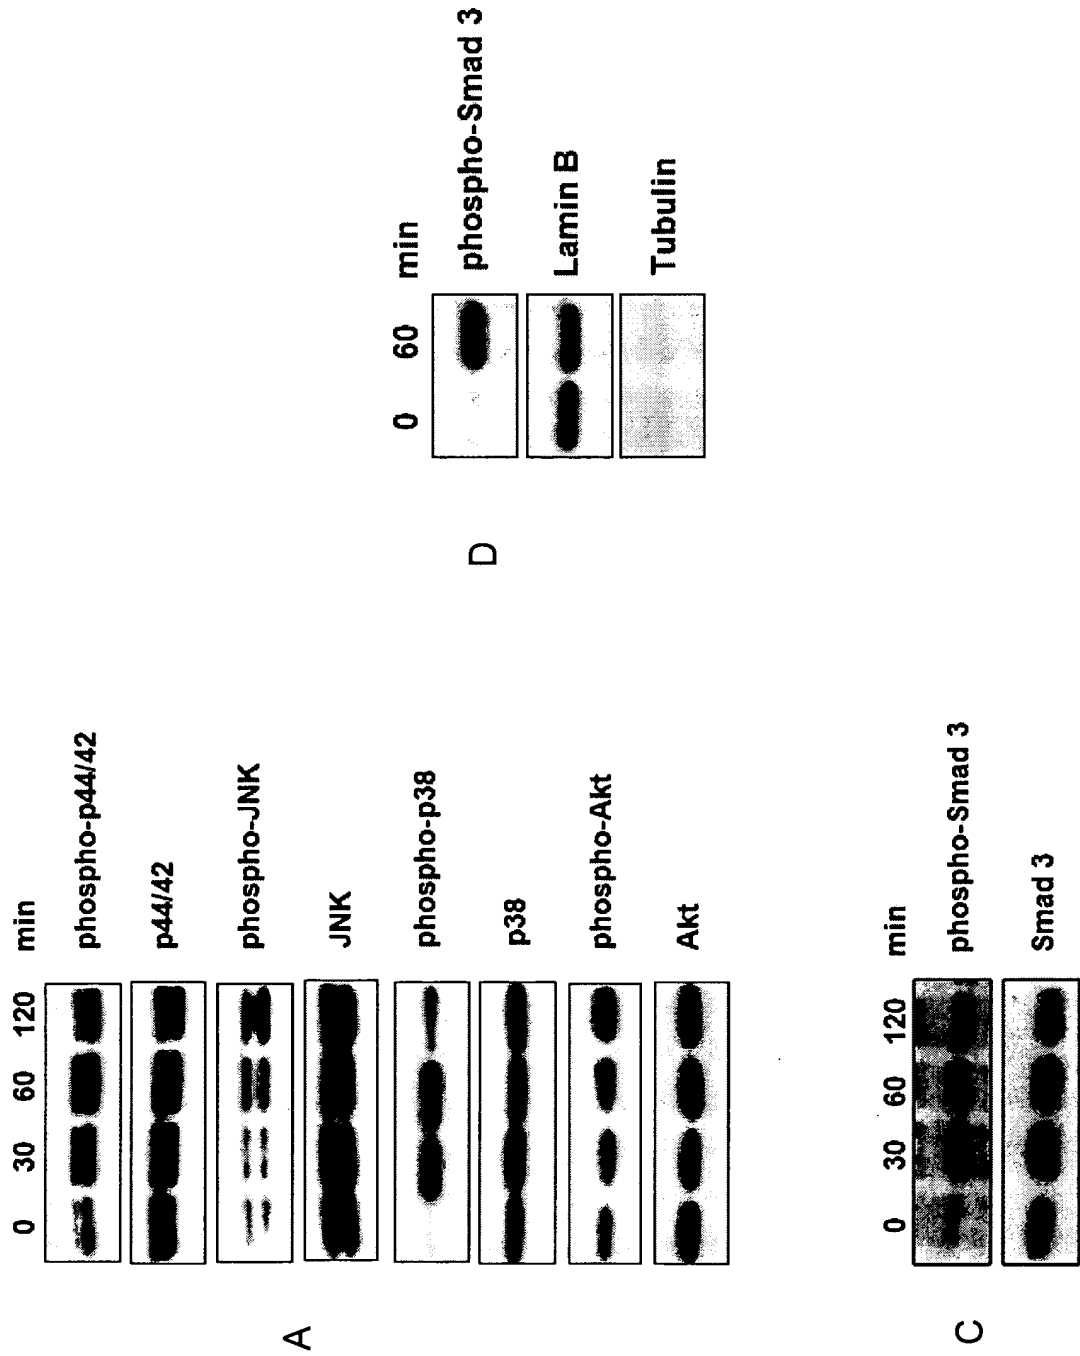 A
0 30 60 120 min
phospho-p44/42
p44/42
phospho-JNK
JNK
phospho-p38
p38
phospho-Akt
Akt
C
0 30 60 120 min
phospho-Smad 3
Smad 3
D
0 60 min
phospho-Smad 3
Lamin B
Tubulin